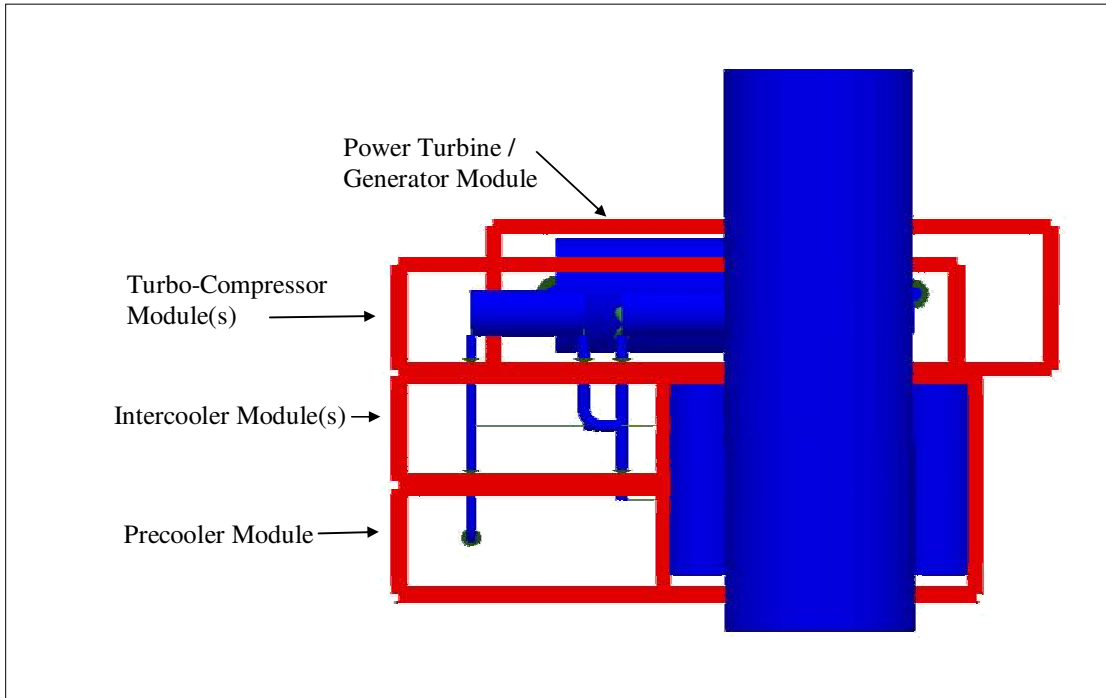 Power Turbine /
Generator Module
Turbo-Compressor
Module(s)
Intercooler Module(s)
Precooler Module